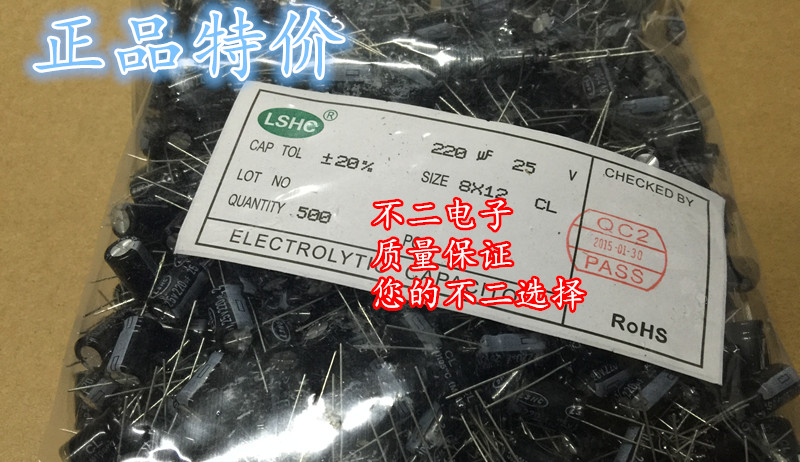 正品特价
LSHC ®
220 µF 25 V
CAP TOL ±20%
SIZE 8X12 CL
LOT NO
QUANTITY 500
CHECKED BY
QC2
2015-01-30
PASS
RoHS
不二电子
质量保证
您的不二选择